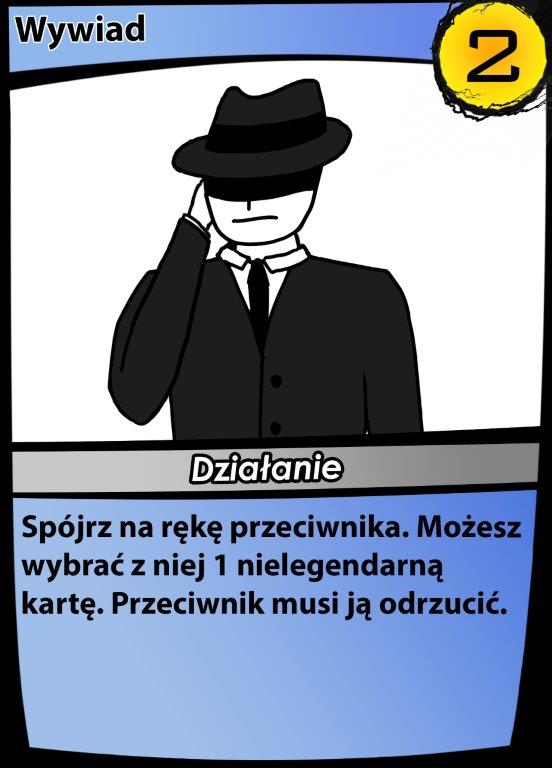 Wywiad
2
Działanie
Spójrz na rękę przeciwnika. Możesz
wybrać z niej 1 nielegendarną
kartę. Przeciwnik musi ją odrzucić.